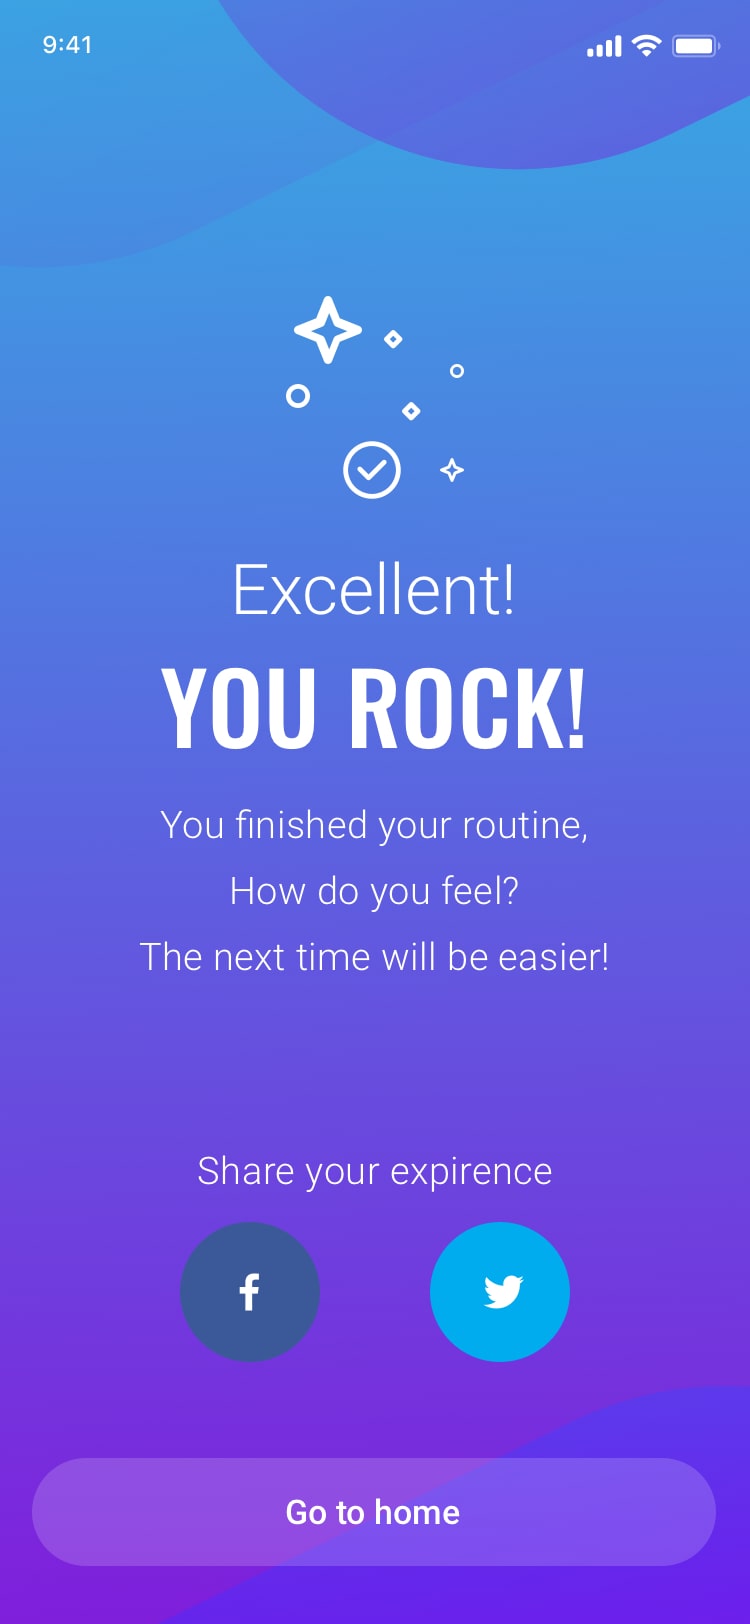 9:41
Excellent!
YOU ROCK!
You finished your routine,
How do you feel?
The next time will be easier!
Share your expirence
Go to home